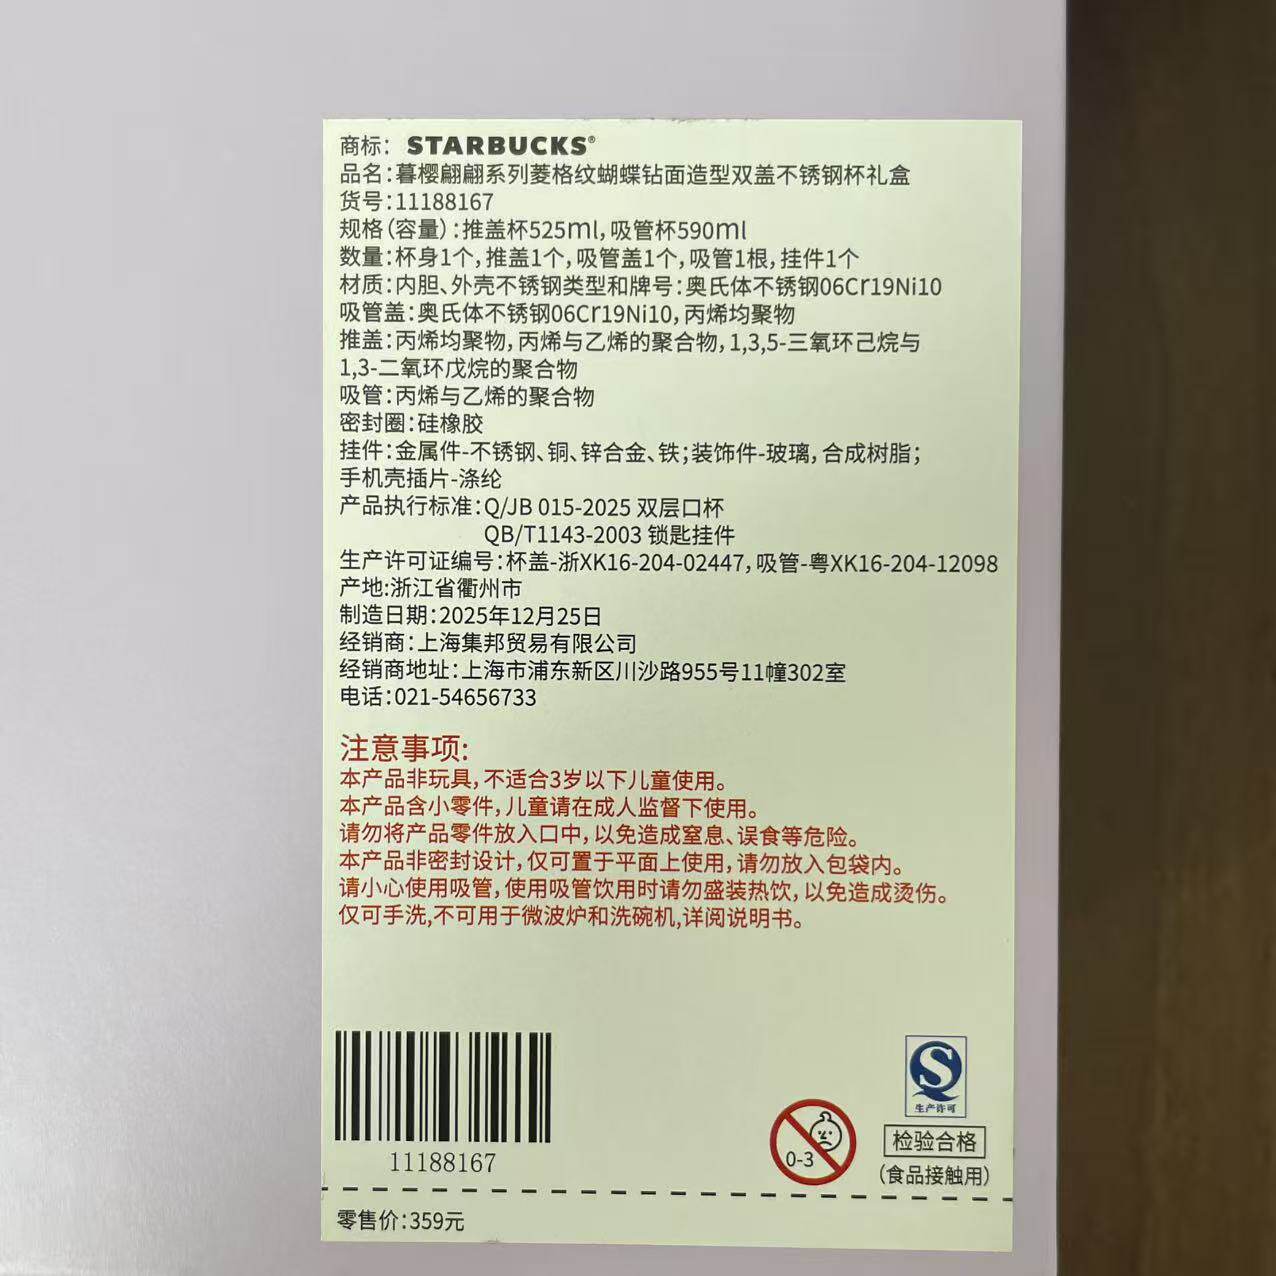 商标: STARBUCKS®
品名:暮樱翩翩系列菱格纹蝴蝶钻面造型双盖不锈钢杯礼盒
货号:11188167
规格(容量):推盖杯525ml,吸管杯590ml
数量:杯身1个,推盖1个,吸管盖1个,吸管1根,挂件1个
材质:内胆、外壳不锈钢类型和牌号:奥氏体不锈钢06Cr19Ni10
吸管盖:奥氏体不锈钢06Cr19Ni10,丙烯均聚物
推盖:丙烯均聚物,丙烯与乙烯的聚合物,1,3,5-三氧环己烷与
1,3-二氧环戊烷的聚合物
吸管:丙烯与乙烯的聚合物
密封圈:硅橡胶
挂件:金属件-不锈钢、铜、锌合金、铁;装饰件-玻璃,合成树脂;
手机壳插片-涤纶
产品执行标准:Q/JB 015-2025 双层口杯
QB/T1143-2003 锁匙挂件
生产许可证编号:杯盖-浙XK16-204-02447,吸管-粤XK16-204-12098
产地:浙江省衢州市
制造日期:2025年12月25日
经销商:上海集邦贸易有限公司
经销商地址:上海市浦东新区川沙路955号11幢302室
电话:021-54656733
注意事项:
本产品非玩具,不适合3岁以下儿童使用。
本产品含小零件,儿童请在成人监督下使用。
请勿将产品零件放入口中,以免造成窒息、误食等危险。
本产品非密封设计,仅可置于平面上使用,请勿放入包袋内。
请小心使用吸管,使用吸管饮用时请勿盛装热饮,以免造成烫伤。
仅可手洗,不可用于微波炉和洗碗机,详阅说明书。
11188167
0-3
S
生产许可
检验合格
(食品接触用)
零售价:359元